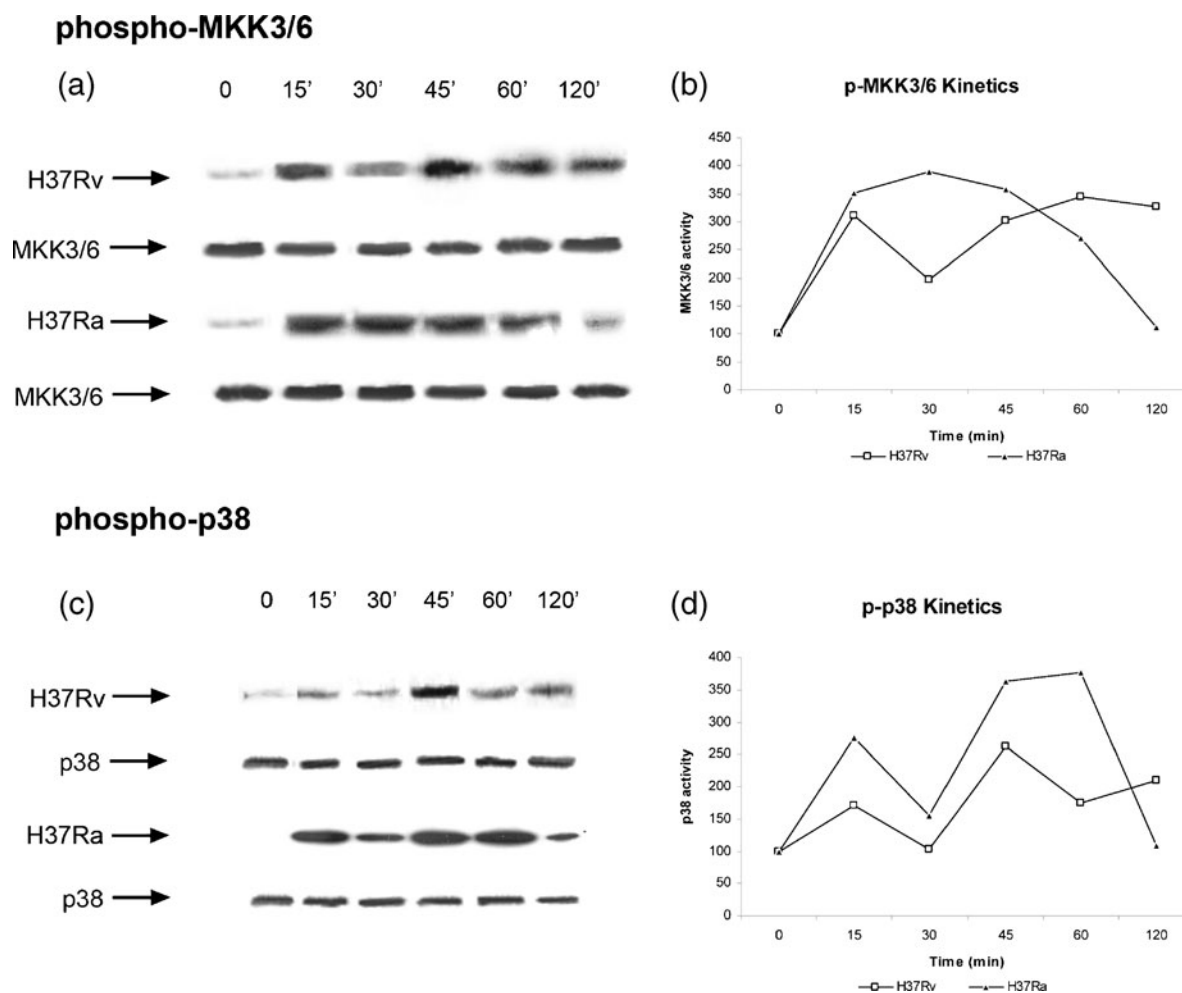 phospho-MKK3/6
(a)
0 15' 30' 45' 60' 120'
H37Rv
MKK3/6
H37Ra
MKK3/6
(b)
p-MKK3/6 Kinetics
450
400
350
300
250
200
150
100
50
0
MKK3/6 activity
0 15 30 45 60 120
Time (min)
H37Rv H37Ra
phospho-p38
(c)
0 15' 30' 45' 60' 120'
H37Rv
p38
H37Ra
p38
(d)
p-p38 Kinetics
400
350
300
250
200
150
100
50
0
p38 activity
0 15 30 45 60 120
Time (min)
H37Rv H37Ra